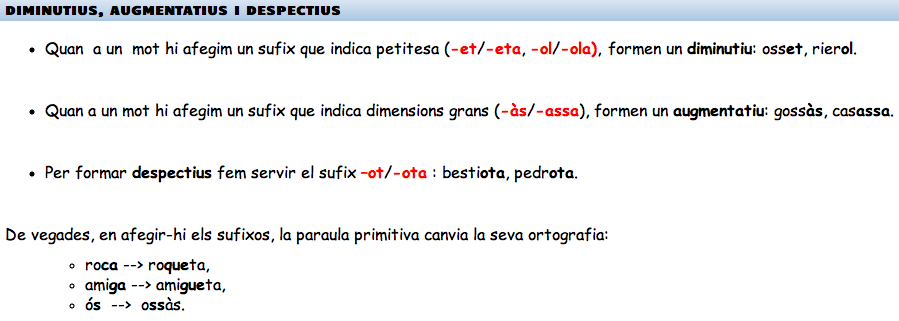 DIMINUTIUS, AUGMENTATIUS I DESPECTIUS
Quan a un mot hi afegim un sufix que indica petitesa (-et/-eta, -ol/-ola), formen un diminutiu: osset, rierol.
Quan a un mot hi afegim un sufix que indica dimensions grans (-às/-assa), formen un augmentatiu: gossàs, casassa.
Per formar despectius fem servir el sufix -ot/-ota : bestiota, pedrota.
De vegades, en afegir-hi els sufixos, la paraula primitiva canvia la seva ortografia:
roca --> roqueta,
amiga --> amigueta,
ós --> ossàs.